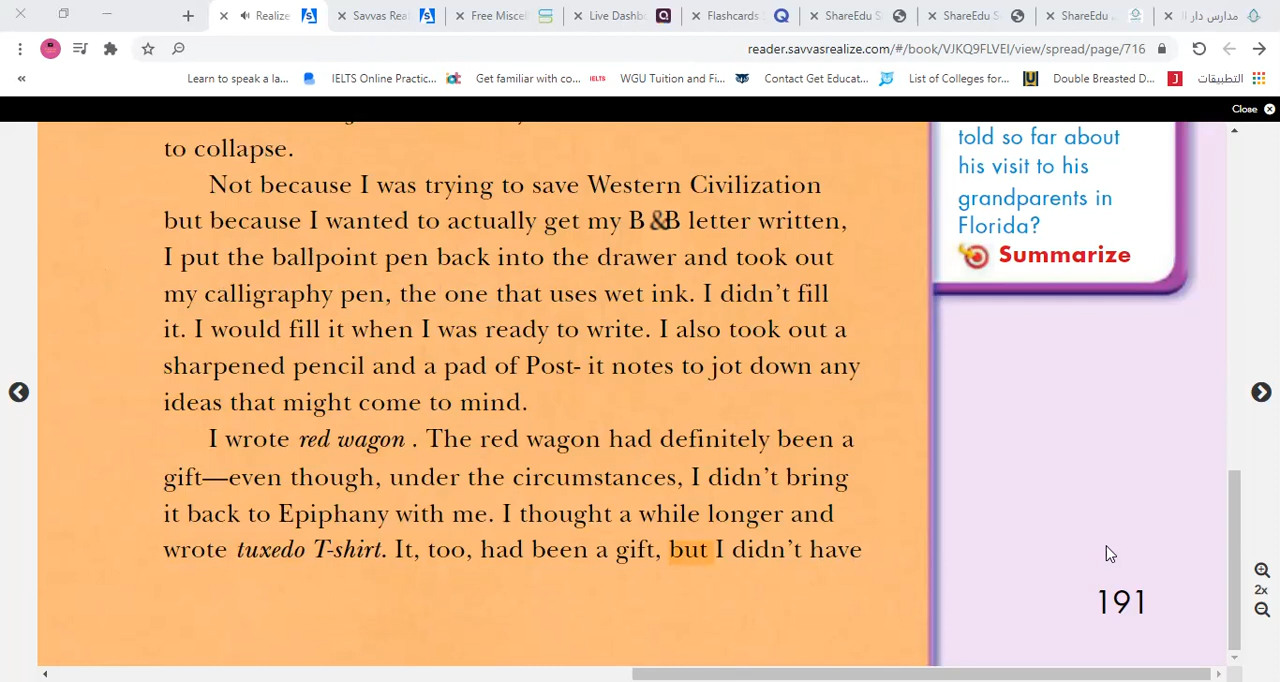 Realize
Savvas Rea
Free Miscel
Live Dashbo
Flashcards
ShareEdu S
ShareEdu S
ShareEdu
مدارس دار ال
reader.savvasrealize.com/#/book/VJKQ9FLVEI/view/spread/page/716
Learn to speak a la...
IELTS Online Practic...
Get familiar with co...
IELTS
WGU Tuition and Fi...
Contact Get Educat...
List of Colleges for...
Double Breasted D...
التطبيقات
Close
to collapse.
Not because I was trying to save Western Civilization
but because I wanted to actually get my B & B letter written,
I put the ballpoint pen back into the drawer and took out
my calligraphy pen, the one that uses wet ink. I didn't fill
it. I would fill it when I was ready to write. I also took out a
sharpened pencil and a pad of Post- it notes to jot down any
ideas that might come to mind.
I wrote red wagon . The red wagon had definitely been a
gift—even though, under the circumstances, I didn't bring
it back to Epiphany with me. I thought a while longer and
wrote tuxedo T-shirt. It, too, had been a gift, but I didn't have
told so far about
his visit to his
grandparents in
Florida?
Summarize
191
2x